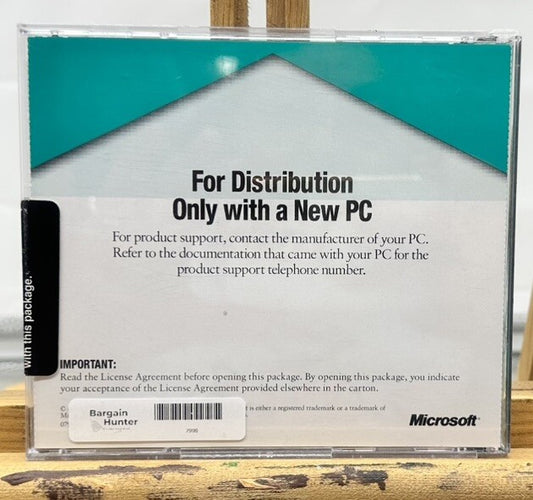 For Distribution
Only with a New PC
For product support, contact the manufacturer of your PC.
Refer to the documentation that came with your PC for the
product support telephone number.
with this package.
IMPORTANT:
Read the License Agreement before opening this package. By opening this package, you indicate
your acceptance of the License Agreement provided elsewhere in the carton.
is either a registered trademark or a trademark of
Bargain
Hunter
Microsoft